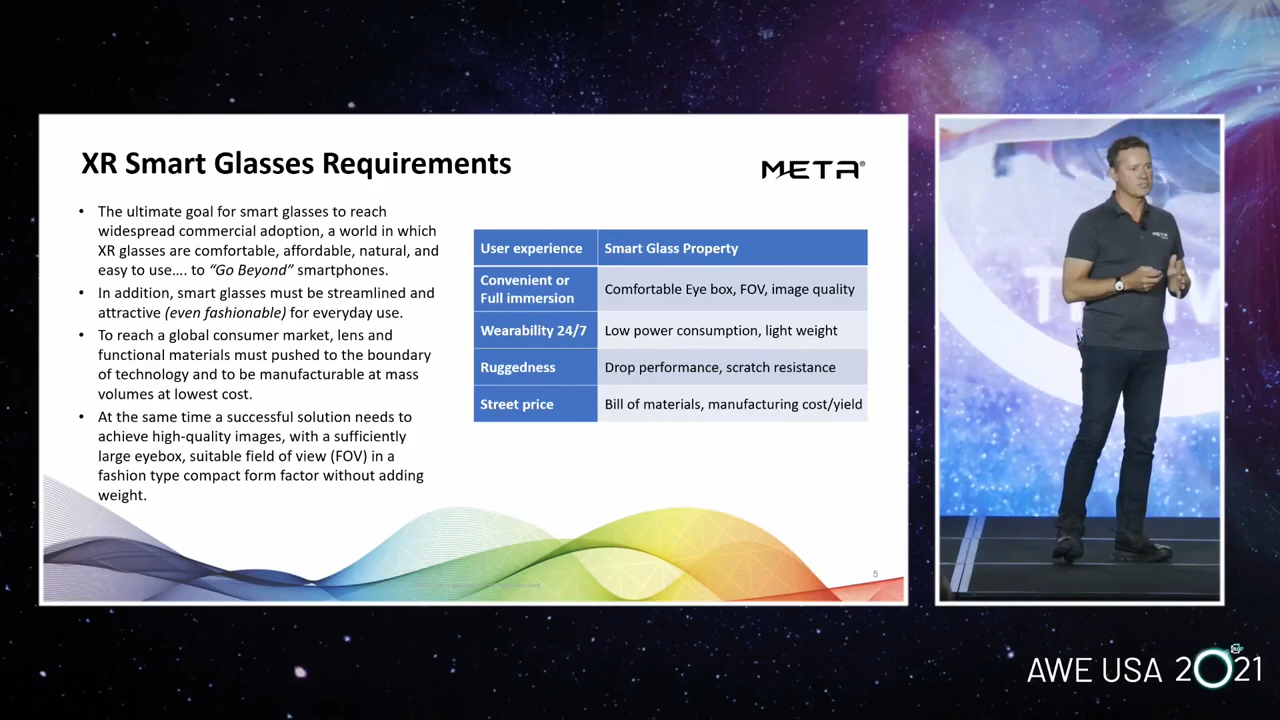 XR Smart Glasses Requirements
META®
• The ultimate goal for smart glasses to reach
widespread commercial adoption, a world in which
XR glasses are comfortable, affordable, natural, and
easy to use.... to “Go Beyond” smartphones.
• In addition, smart glasses must be streamlined and
attractive (even fashionable) for everyday use.
• To reach a global consumer market, lens and
functional materials must pushed to the boundary
of technology and to be manufacturable at mass
volumes at lowest cost.
• At the same time a successful solution needs to
achieve high-quality images, with a sufficiently
large eyebox, suitable field of view (FOV) in a
fashion type compact form factor without adding
weight.
User experience Smart Glass Property
Convenient or
Full immersion
Comfortable Eye box, FOV, image quality
Wearability 24/7 Low power consumption, light weight
Ruggedness Drop performance, scratch resistance
Street price Bill of materials, manufacturing cost/yield
5
META
AWE USA 2021